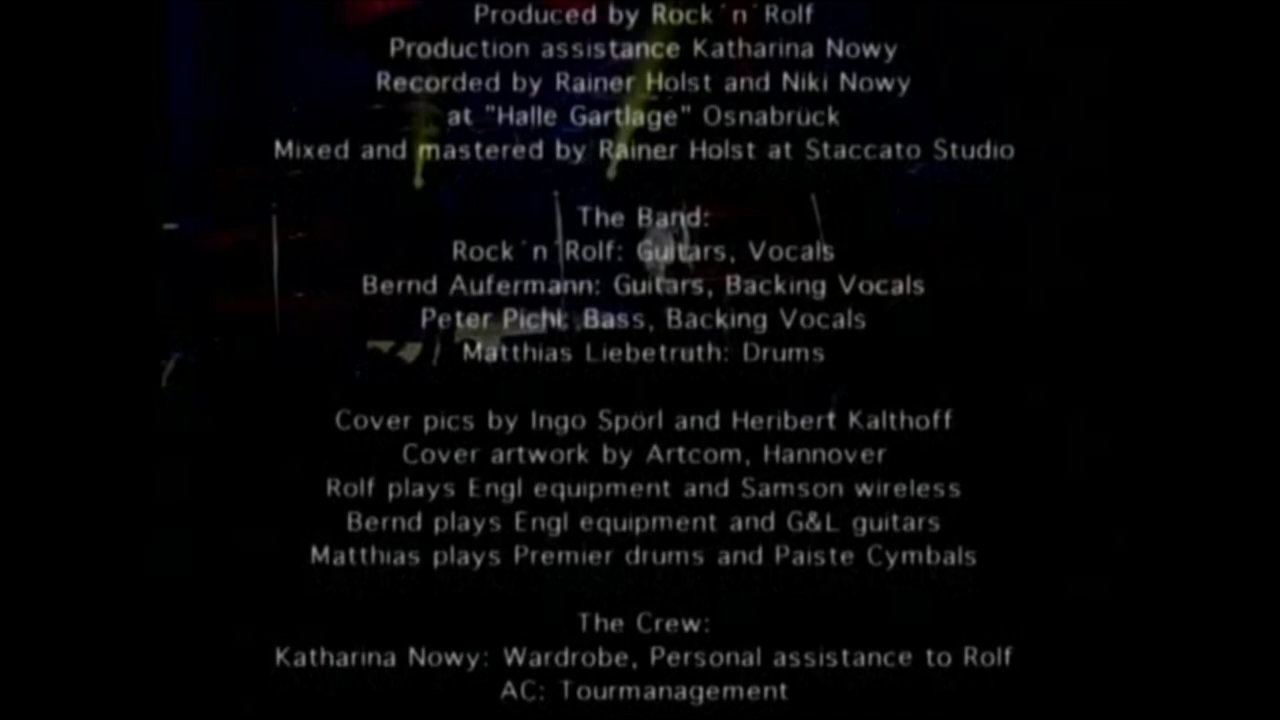 Produced by Rock´n´Rolf
Production assistance Katharina Nowy
Recorded by Rainer Holst and Niki Nowy
at "Halle Gartlage" Osnabrück
Mixed and mastered by Rainer Holst at Staccato Studio
The Band:
Rock´n´Rolf: Guitars, Vocals
Bernd Aufermann: Guitars, Backing Vocals
Peter Pichl: Bass, Backing Vocals
Matthias Liebetruth: Drums
Cover pics by Ingo Spörl and Heribert Kalthoff
Cover artwork by Artcom, Hannover
Rolf plays Engl equipment and Samson wireless
Bernd plays Engl equipment and G&L guitars
Matthias plays Premier drums and Paiste Cymbals
The Crew:
Katharina Nowy: Wardrobe, Personal assistance to Rolf
AC: Tourmanagement